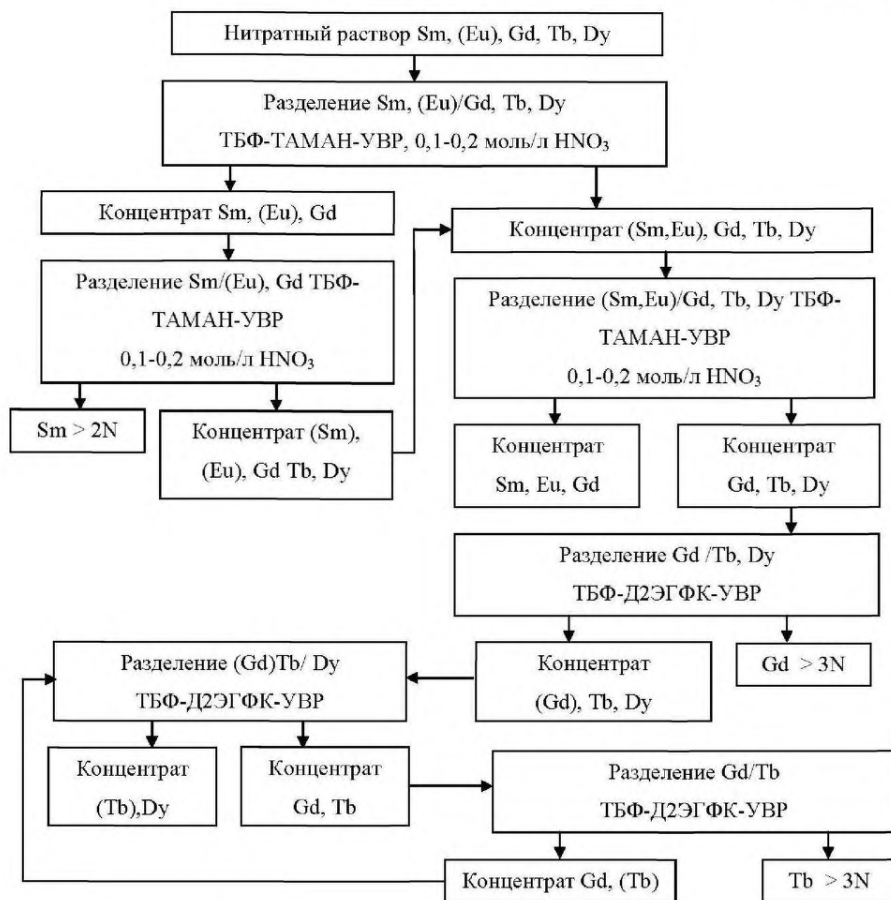 Нитратный раствор Sm, (Eu), Gd, Tb, Dy
Разделение Sm, (Eu)/Gd, Tb, Dy
ТБФ-ТАМАН-УВР, 0,1-0,2 моль/л HNO₃
Концентрат Sm, (Eu), Gd
Концентрат (Sm,Eu), Gd, Tb, Dy
Разделение Sm/(Eu), Gd ТБФ-
ТАМАН-УВР
0,1-0,2 моль/л HNO₃
Разделение (Sm,Eu)/Gd, Tb, Dy ТБФ-
ТАМАН-УВР
0,1-0,2 моль/л HNO₃
Sm > 2N
Концентрат (Sm),
(Eu), Gd Tb, Dy
Концентрат
Sm, Eu, Gd
Концентрат
Gd, Tb, Dy
Разделение Gd /Tb, Dy
ТБФ-Д2ЭГФК-УВР
Разделение (Gd)Tb/ Dy
ТБФ-Д2ЭГФК-УВР
Концентрат
(Gd), Tb, Dy
Gd > 3N
Концентрат
(Tb),Dy
Концентрат
Gd, Tb
Разделение Gd/Tb
ТБФ-Д2ЭГФК-УВР
Концентрат Gd, (Tb)
Tb > 3N